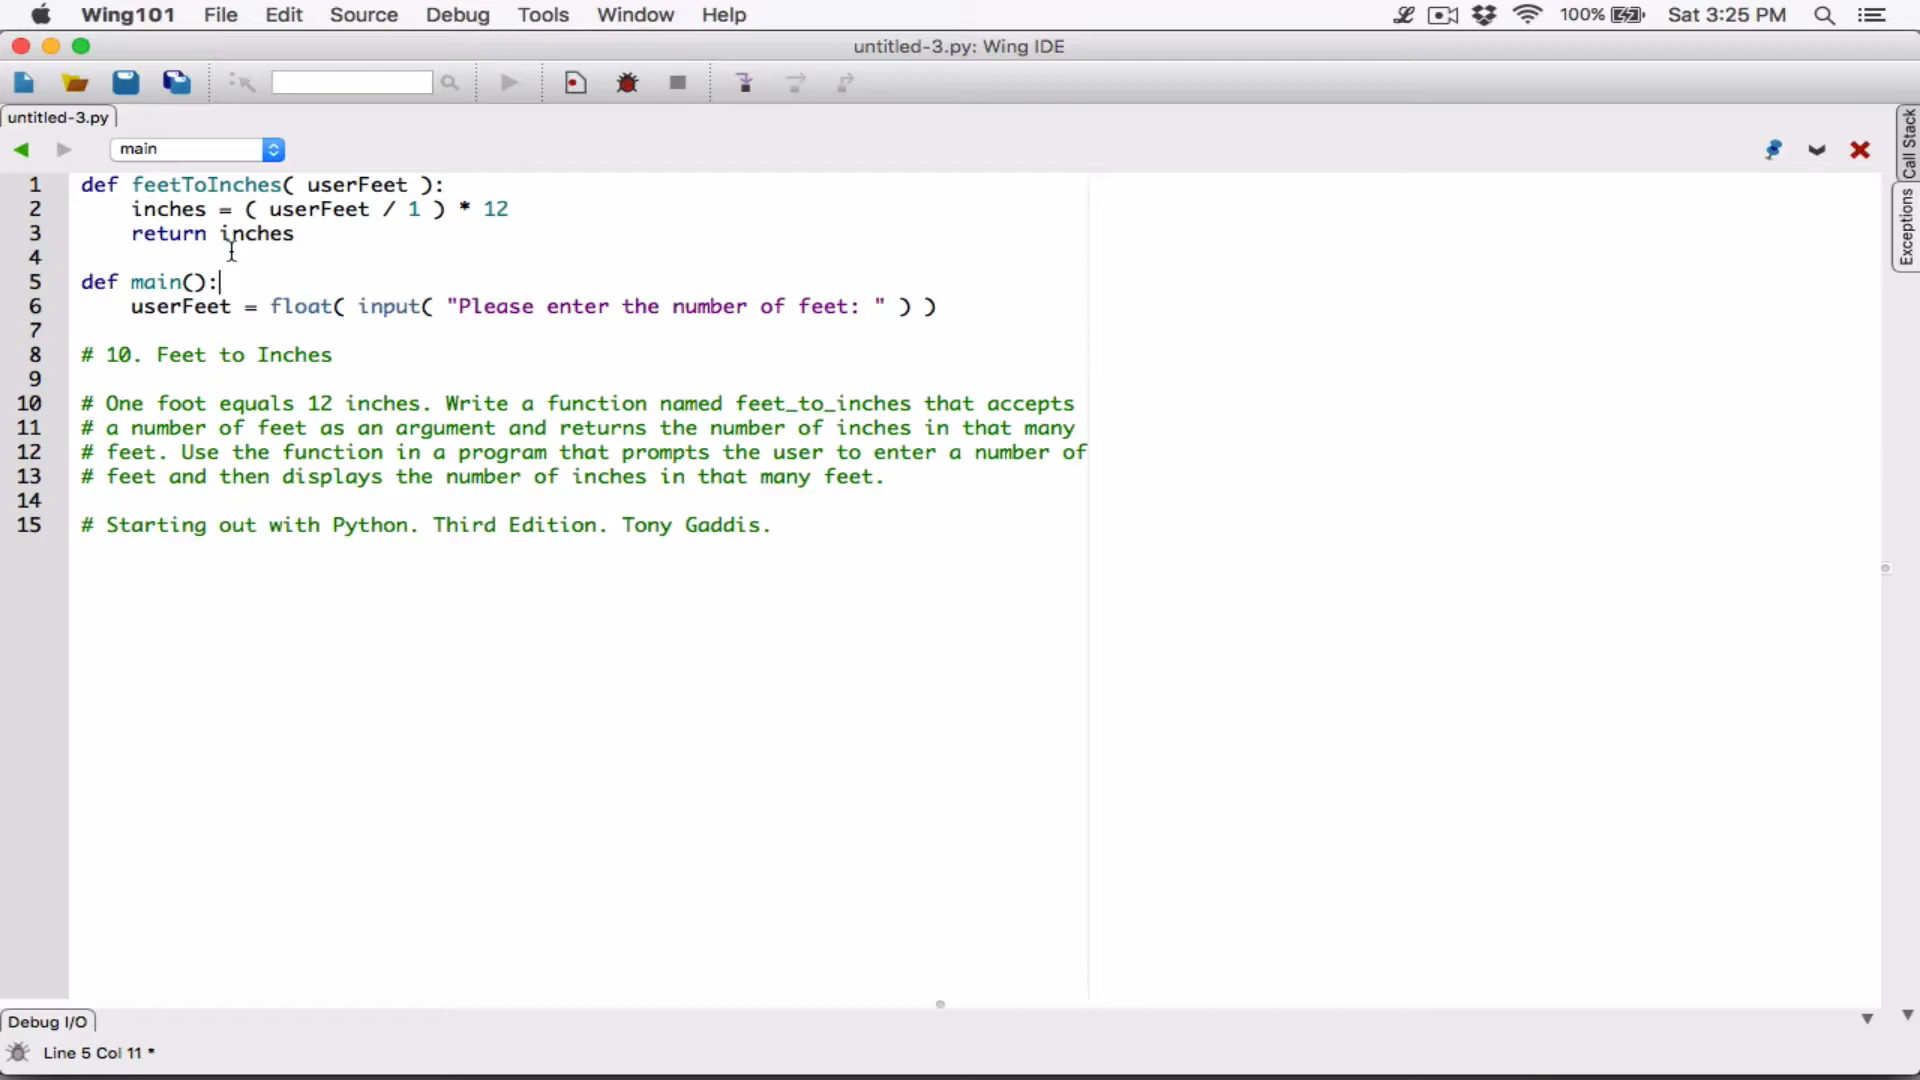 Wing101 File Edit Source Debug Tools Window Help 100% Sat 3:25 PM
untitled-3.py: Wing IDE
untitled-3.py
main
Call Stack
Exceptions
1 def feetToInches( userFeet ):
2 inches = ( userFeet / 1 ) * 12
3 return inches
4
5 def main():
6 userFeet = float( input( "Please enter the number of feet: " ) )
7
8 # 10. Feet to Inches
9
10 # One foot equals 12 inches. Write a function named feet_to_inches that accepts
11 # a number of feet as an argument and returns the number of inches in that many
12 # feet. Use the function in a program that prompts the user to enter a number of
13 # feet and then displays the number of inches in that many feet.
14
15 # Starting out with Python. Third Edition. Tony Gaddis.
Debug I/O
Line 5 Col 11 *